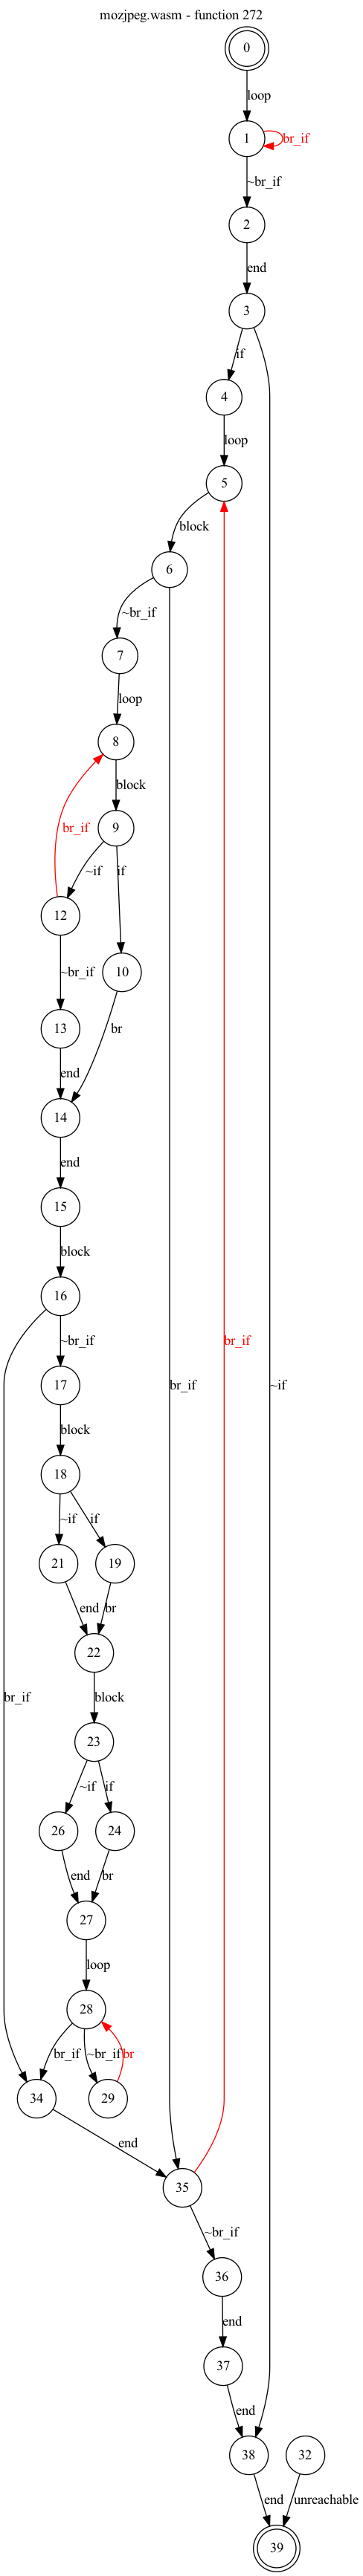 mozjpeg.wasm - function 272
0
loop
1
br_if
~br_if
2
end
3
if
4
loop
5
block
6
~br_if
7
loop
8
br_if
block
9
~if
if
12
~br_if
10
13
br
end
14
end
15
block
16
~br_if
br_if
br_if
~if
17
block
18
~if
if
21
19
end
br
22
br_if
block
23
~if
if
26
24
end
br
27
loop
28
br_if
~br_if
br
34
29
end
35
~br_if
36
end
37
end
38
32
end
unreachable
39